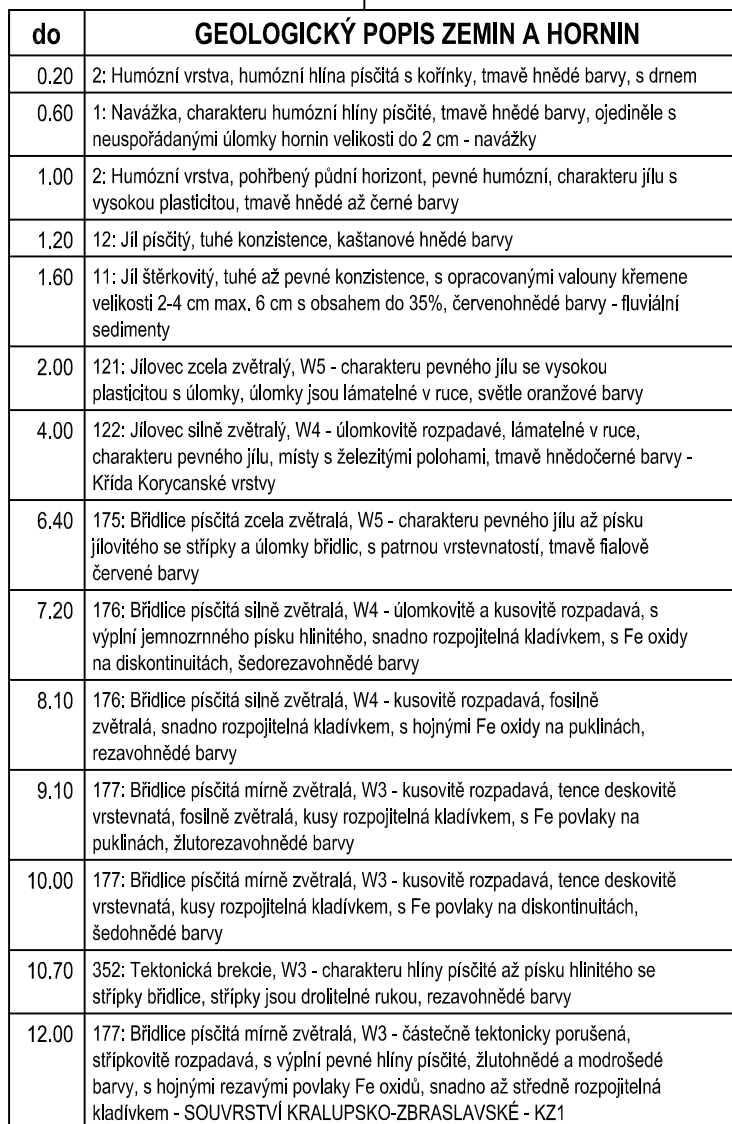 do GEOLOGICKÝ POPIS ZEMIN A HORNIN
0.20 2: Humózní vrstva, humózní hlína písčitá s kořínky, tmavě hnědé barvy, s drnem
0.60 1: Navážka, charakteru humózní hlíny písčité, tmavě hnědé barvy, ojediněle s
neuspořádanými úlomky hornin velikosti do 2 cm - navážky
1.00 2: Humózní vrstva, pohřbený půdní horizont, pevné humózní, charakteru jílu s
vysokou plasticitou, tmavě hnědé až černé barvy
1.20 12: Jíl písčitý, tuhé konzistence, kaštanové hnědé barvy
1.60 11: Jíl štěrkovitý, tuhé až pevné konzistence, s opracovanými valouny křemene
velikosti 2-4 cm max. 6 cm s obsahem do 35%, červenohnědé barvy - fluviální
sedimenty
2.00 121: Jílovec zcela zvětralý, W5 - charakteru pevného jílu se vysokou
plasticitou s úlomky, úlomky jsou lámatelné v ruce, světle oranžové barvy
4.00 122: Jílovec silně zvětralý, W4 - úlomkovitě rozpadavé, lámatelné v ruce,
charakteru pevného jílu, místy s železitými polohami, tmavě hnědočerné barvy -
Křída Korycanské vrstvy
6.40 175: Břidlice písčitá zcela zvětralá, W5 - charakteru pevného jílu až písku
jílovitého se střípky a úlomky břidlic, s patrnou vrstevnatostí, tmavě fialově
červené barvy
7.20 176: Břidlice písčitá silně zvětralá, W4 - úlomkovitě a kusovitě rozpadavá, s
výplní jemnozrnného písku hlinitého, snadno rozpojitelná kladívkem, s Fe oxidy
na diskontinuitách, šedorezavohnědé barvy
8.10 176: Břidlice písčitá silně zvětralá, W4 - kusovitě rozpadavá, fosilně
zvětralá, snadno rozpojitelná kladívkem, s hojnými Fe oxidy na puklinách,
rezavohnědé barvy
9.10 177: Břidlice písčitá mírně zvětralá, W3 - kusovitě rozpadavá, tence deskovitě
vrstevnatá, fosilně zvětralá, kusy rozpojitelná kladívkem, s Fe povlaky na
puklinách, žlutorezavohnědé barvy
10.00 177: Břidlice písčitá mírně zvětralá, W3 - kusovitě rozpadavá, tence deskovitě
vrstevnatá, kusy rozpojitelná kladívkem, s Fe povlaky na diskontinuitách,
šedohnědé barvy
10.70 352: Tektonická brekcie, W3 - charakteru hlíny písčité až písku hlinitého se
střípky břidlice, střípky jsou drolitelné rukou, rezavohnědé barvy
12.00 177: Břidlice písčitá mírně zvětralá, W3 - částečně tektonicky porušená,
střípkovitě rozpadavá, s výplní pevné hlíny písčité, žlutohnědé a modrošedé
barvy, s hojnými rezavými povlaky Fe oxidů, snadno až středně rozpojitelná
kladívkem - SOUVRSTVÍ KRALUPSKO-ZBRASLAVSKÉ - KZ1